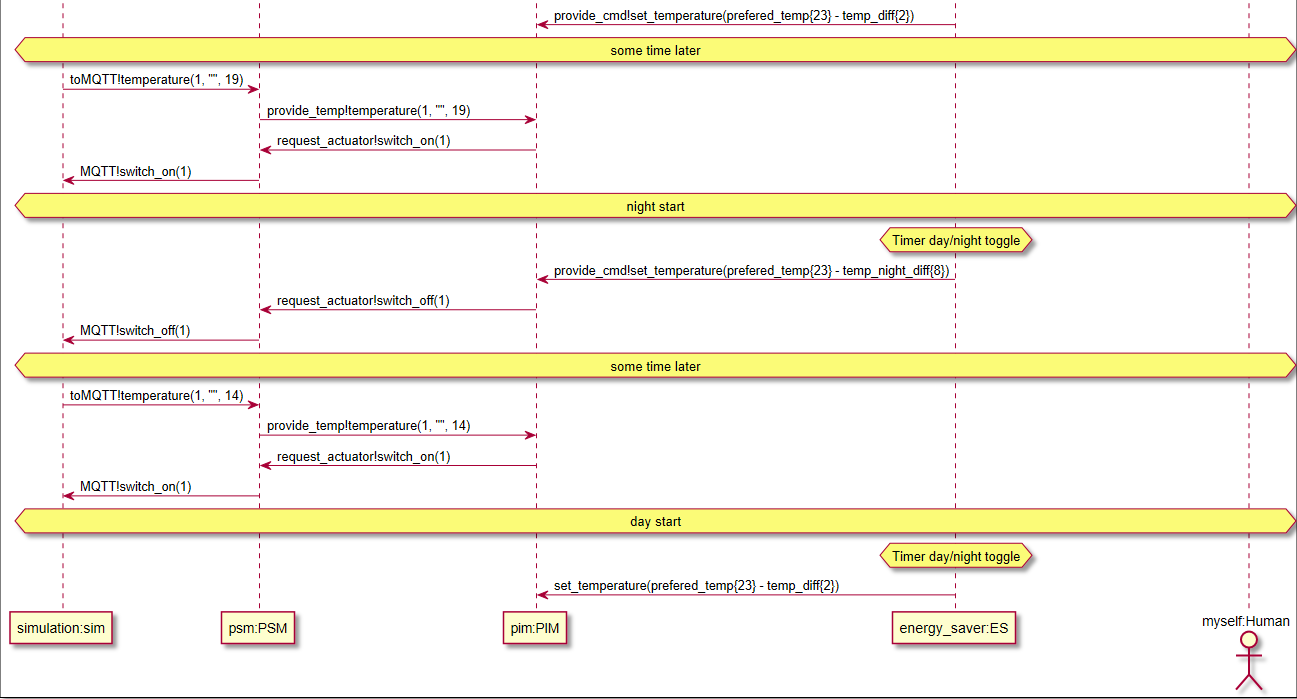 provide_cmd!set_temperature(prefered_temp{23} - temp_diff{2})
some time later
toMQTT!temperature(1, "", 19)
provide_temp!temperature(1, "", 19)
request_actuator!switch_on(1)
MQTT!switch_on(1)
night start
Timer day/night toggle
provide_cmd!set_temperature(prefered_temp{23} - temp_night_diff{8})
request_actuator!switch_off(1)
MQTT!switch_off(1)
some time later
toMQTT!temperature(1, "", 14)
provide_temp!temperature(1, "", 14)
request_actuator!switch_on(1)
MQTT!switch_on(1)
day start
Timer day/night toggle
set_temperature(prefered_temp{23} - temp_diff{2})
simulation:sim
psm:PSM
pim:PIM
energy_saver:ES
myself:Human